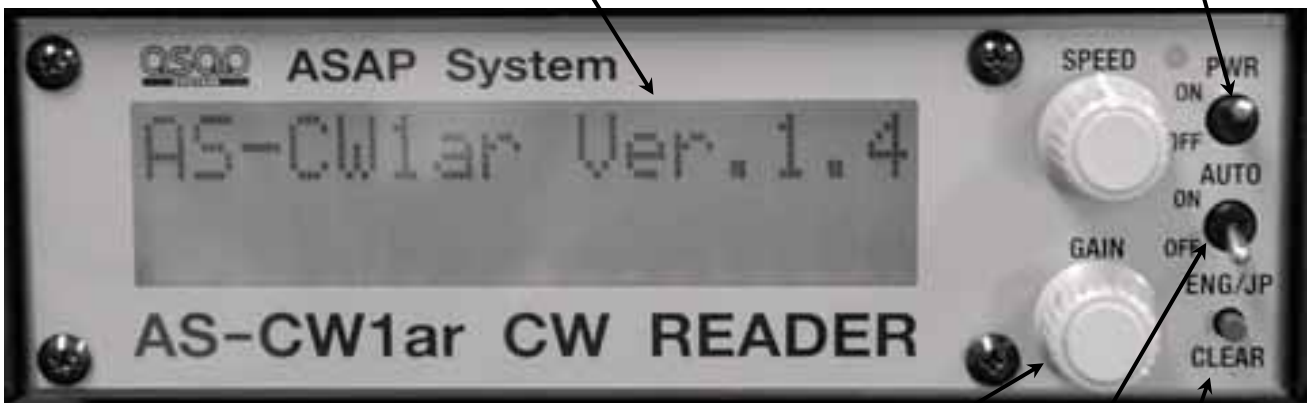 asap ASAP System
AS-CW1ar Ver.1.4
AS-CW1ar CW READER
SPEED
PWR
ON
OFF
AUTO
ON
OFF
GAIN
ENG/JP
CLEAR